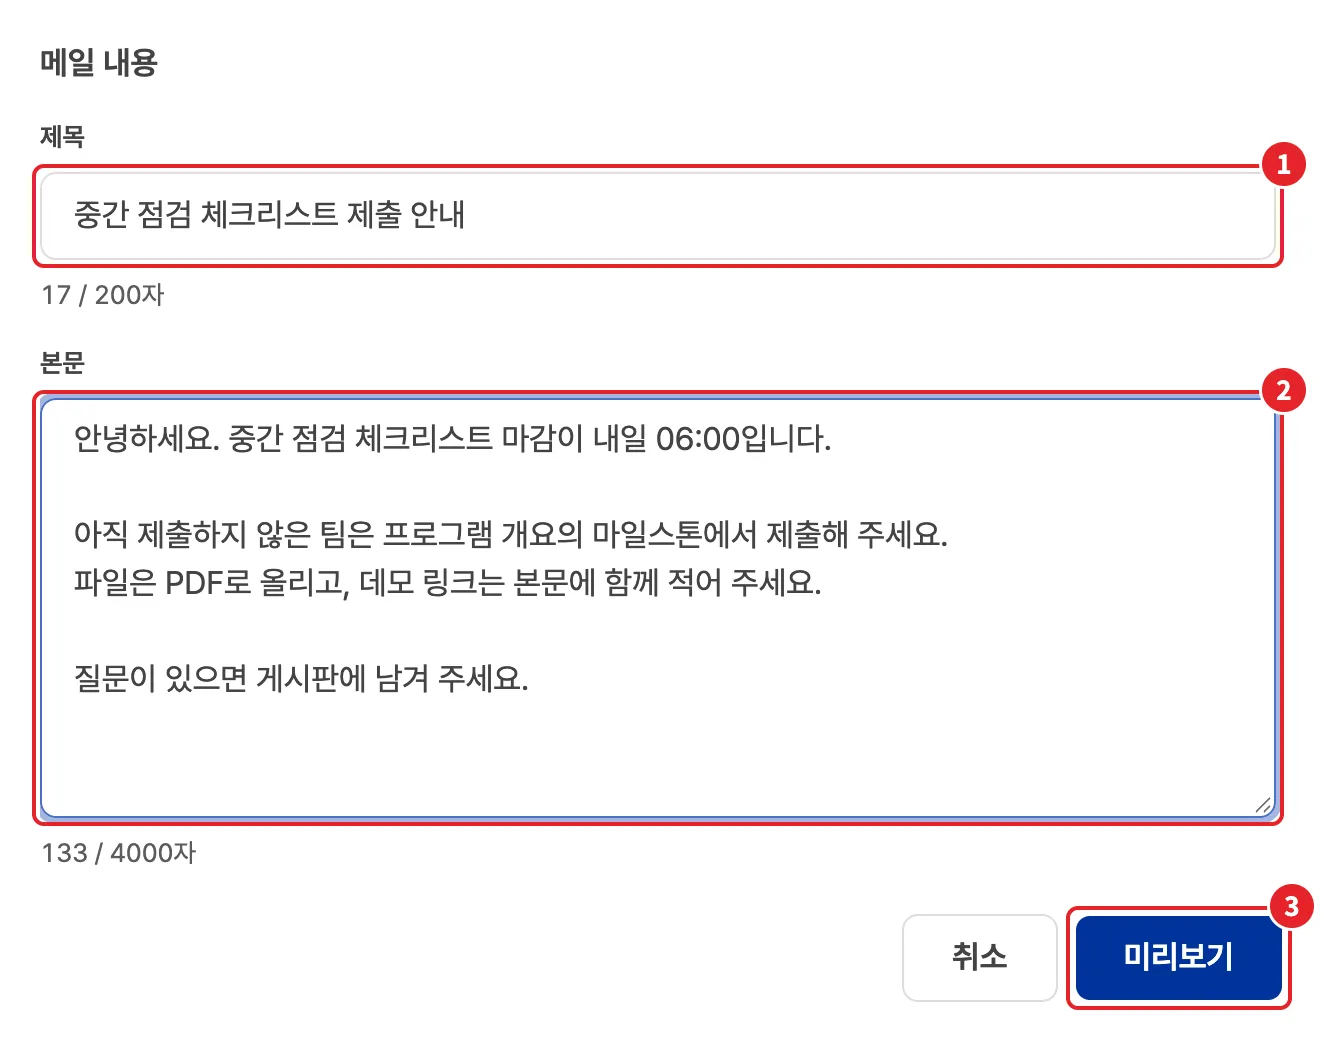 메일 내용
제목
1
중간 점검 체크리스트 제출 안내
17 / 200자
본문
2
안녕하세요. 중간 점검 체크리스트 마감이 내일 06:00입니다.
아직 제출하지 않은 팀은 프로그램 개요의 마일스톤에서 제출해 주세요.
파일은 PDF로 올리고, 데모 링크는 본문에 함께 적어 주세요.
질문이 있으면 게시판에 남겨 주세요.
133 / 4000자
3
취소 미리보기